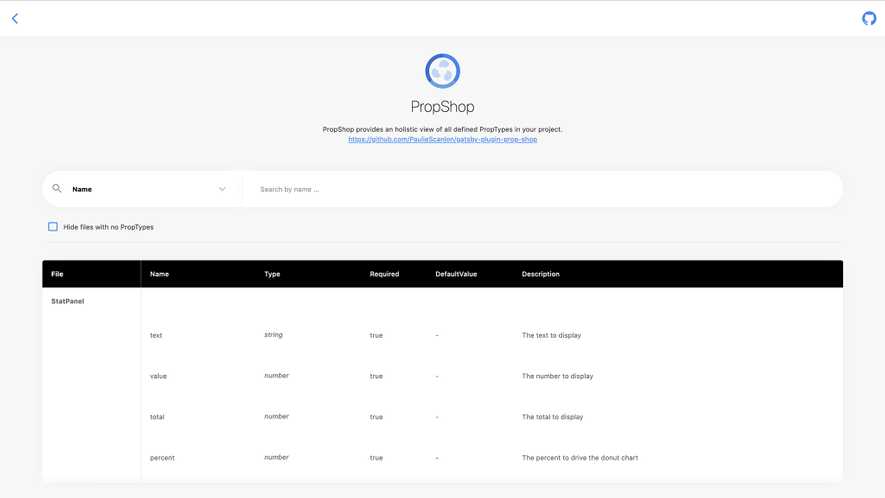 PropShop
PropShop provides an holistic view of all defined PropTypes in your project.
https://github.com/PaulieScanlon/gatsby-plugin-prop-shop
Name Search by name ...
Hide files with no PropTypes
File Name Type Required DefaultValue Description
StatPanel
text string true - The text to display
value number true - The number to display
total number true - The total to display
percent number true - The percent to drive the donut chart